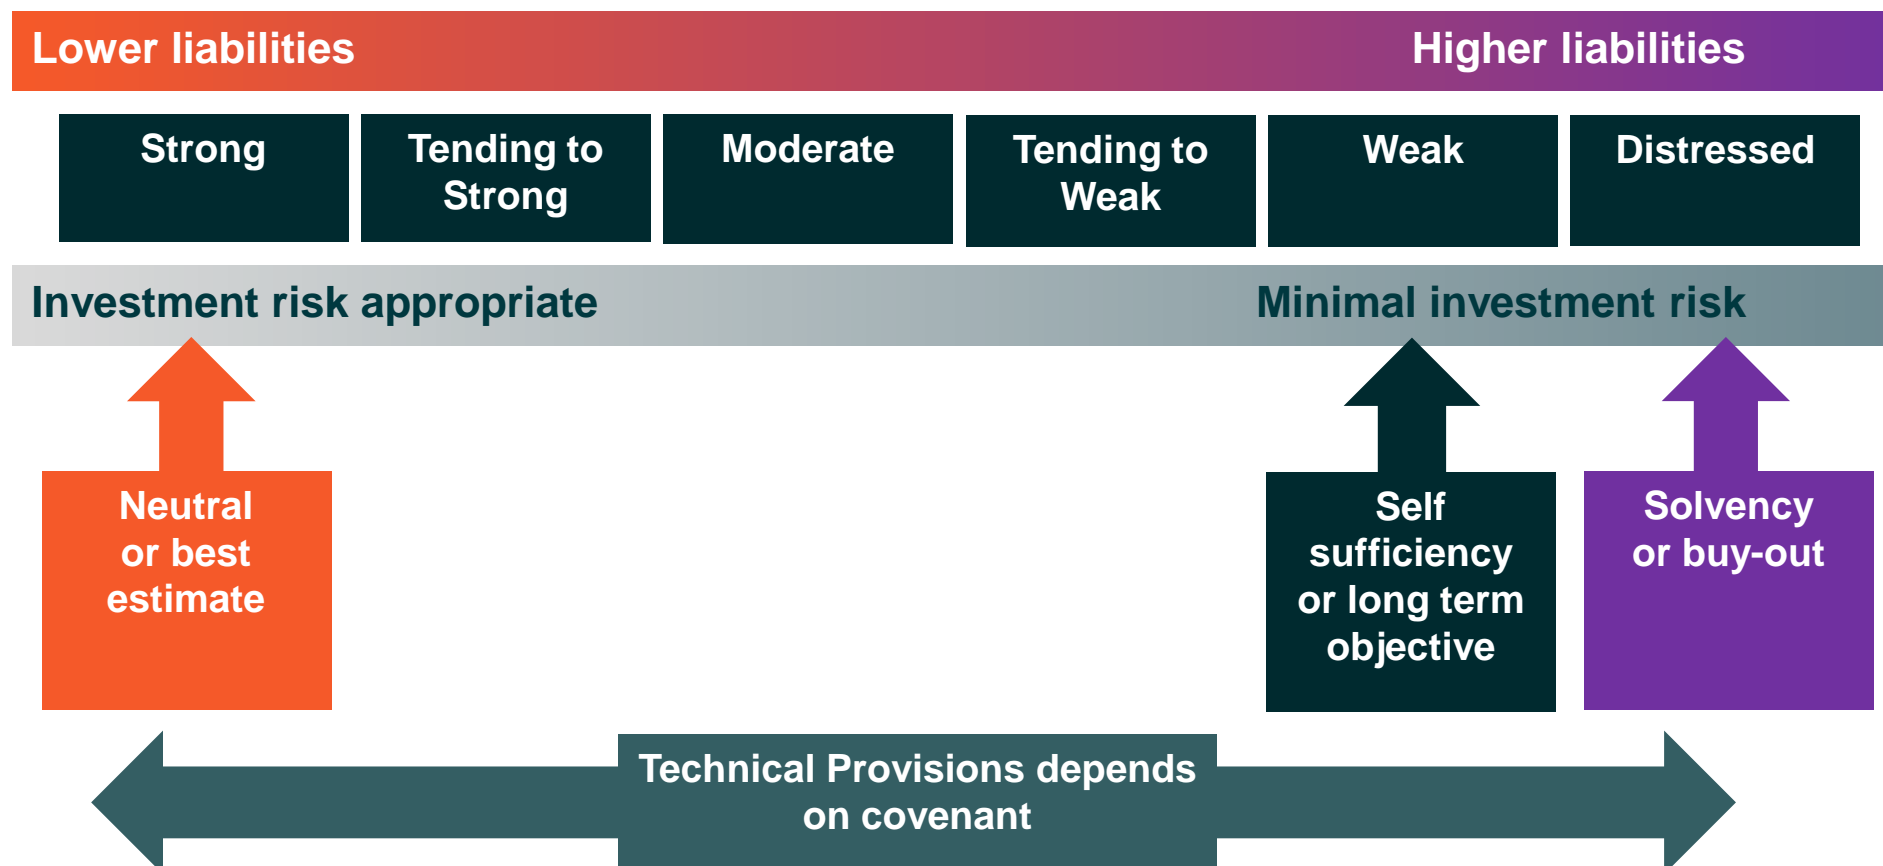 Lower liabilities
Higher liabilities
Strong
Tending to
Strong
Moderate
Tending to
Weak
Weak
Distressed
Investment risk appropriate
Minimal investment risk
Neutral
or best
estimate
Self
sufficiency
or long term
objective
Solvency
or buy-out
Technical Provisions depends
on covenant